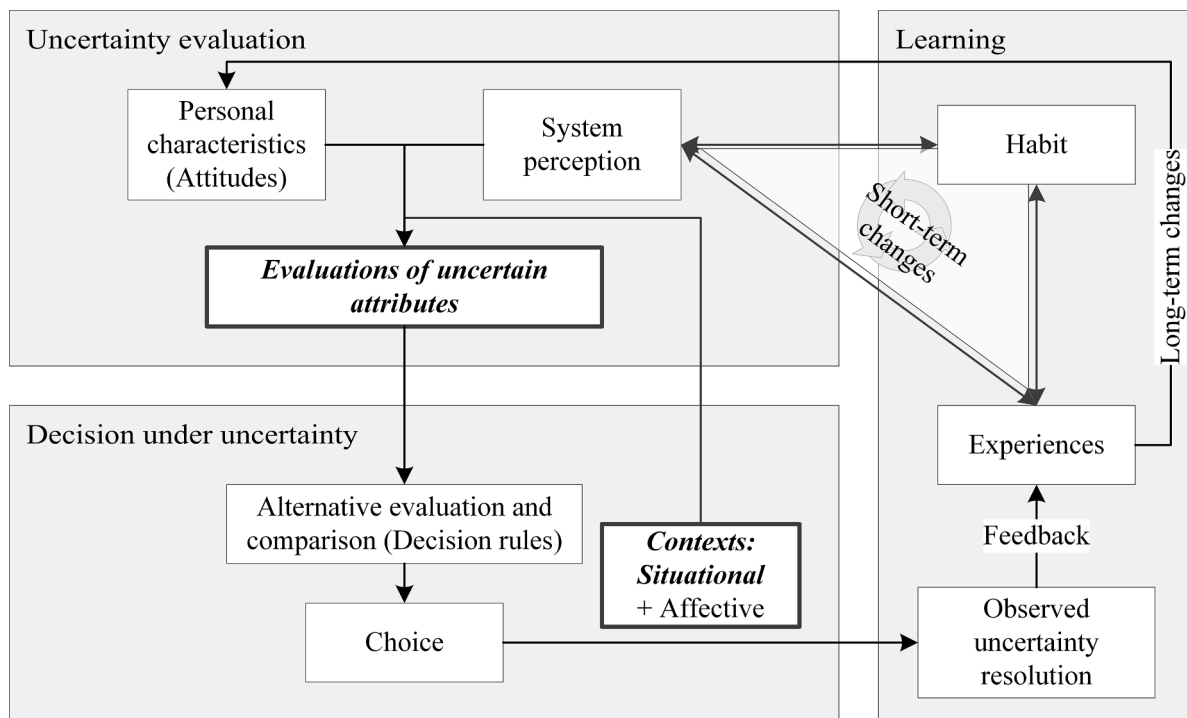 Uncertainty evaluation
Personal
characteristics
(Attitudes)
System
perception
Evaluations of uncertain
attributes
Learning
Habit
Short-term
changes
Long-term changes
Experiences
Feedback
Observed
uncertainty
resolution
Decision under uncertainty
Alternative evaluation and
comparison (Decision rules)
Choice
Contexts:
Situational
+ Affective